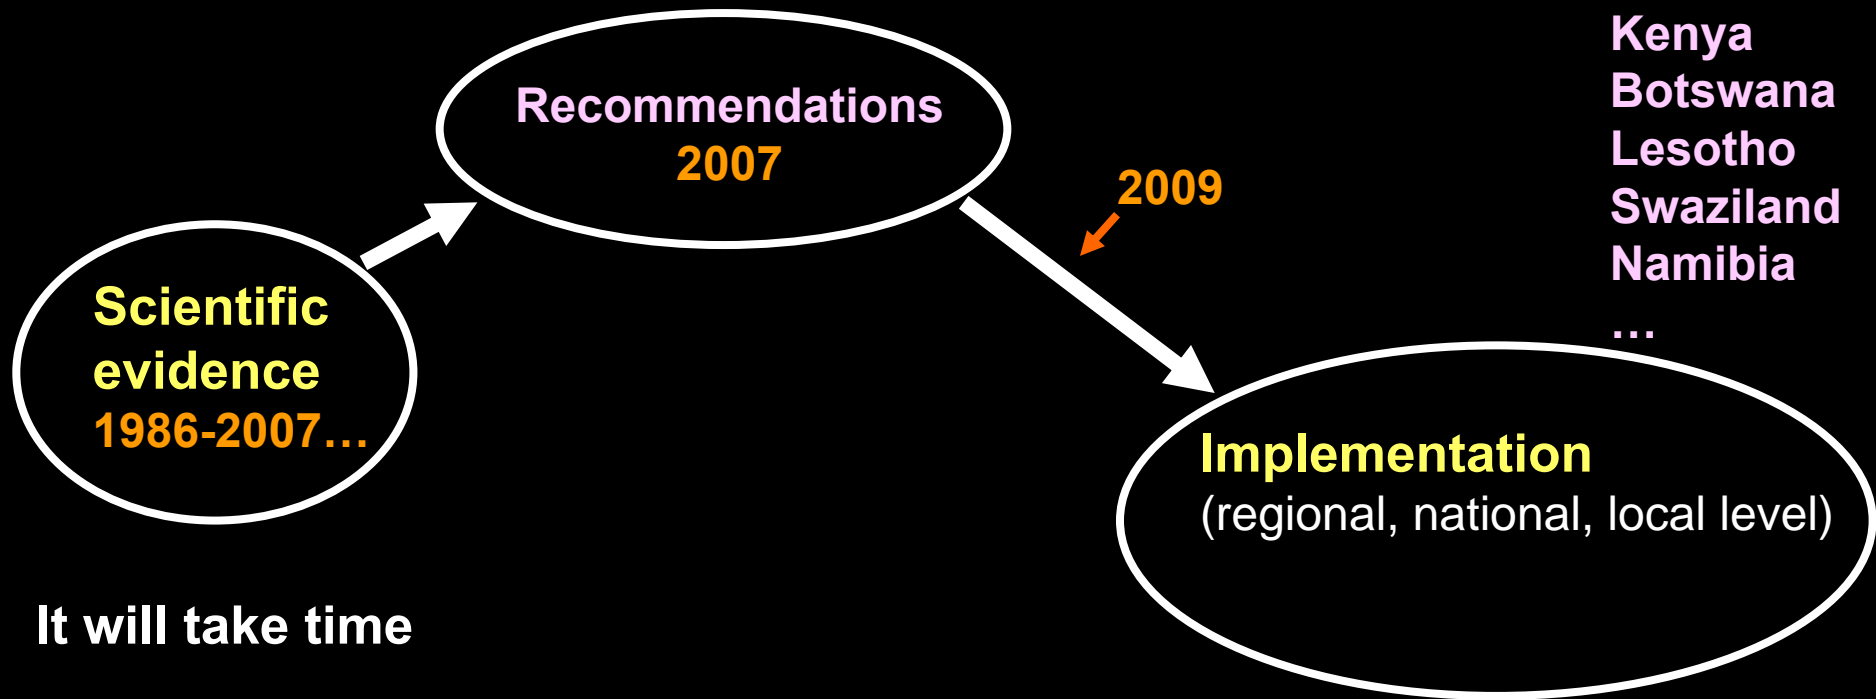 Recommendations
2007
2009
Kenya
Botswana
Lesotho
Swaziland
Namibia
…
Scientific
evidence
1986-2007…
Implementation
(regional, national, local level)
It will take time